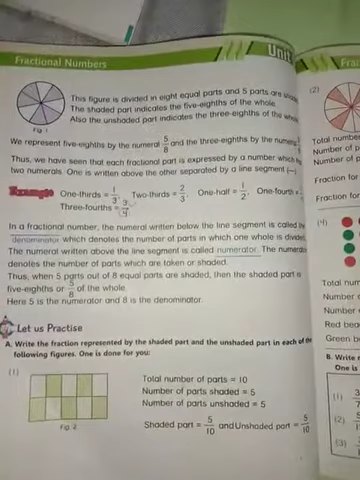 Fractional Numbers
Unit
This figure is divided in eight equal parts and 5 parts are
The shaded part indicates the five-eighths of the whole.
Also the unshaded part indicates the three-eighths of the
Fig. 1
We represent five-eighths by the numeral 5/8 and the three-eighths by the
Thus, we have seen that each fractional part is expressed by a number which
two numerals. One is written above the other separated by a line segment (–)
Example One-thirds = 1/3, Two-thirds = 2/3, One-half = 1/2, One-fourth =
Three-fourths = 3/4.
In a fractional number, the numeral written below the line segment is called
denominator which denotes the number of parts in which one whole is
The numeral written above the line segment is called numerator. The
denotes the number of parts which are taken or shaded.
Thus, when 5 parts out of 8 equal parts are shaded, then the shaded part is
five-eighths or 5/8 of the whole.
Here 5 is the numerator and 8 is the denominator.
Let us Practise
A. Write the fraction represented by the shaded part and the unshaded part in each of the
following figures. One is done for you:
(1)
Total number of parts = 10
Number of parts shaded = 5
Number of parts unshaded = 5
Shaded part = 5/10 and Unshaded part = 5/10
Fig. 2
(2)
Total number
Number of p
Number of p
Fraction for
Fraction for
Number
Number
Green b
B. Write
One is
(1)
(2)
(3)